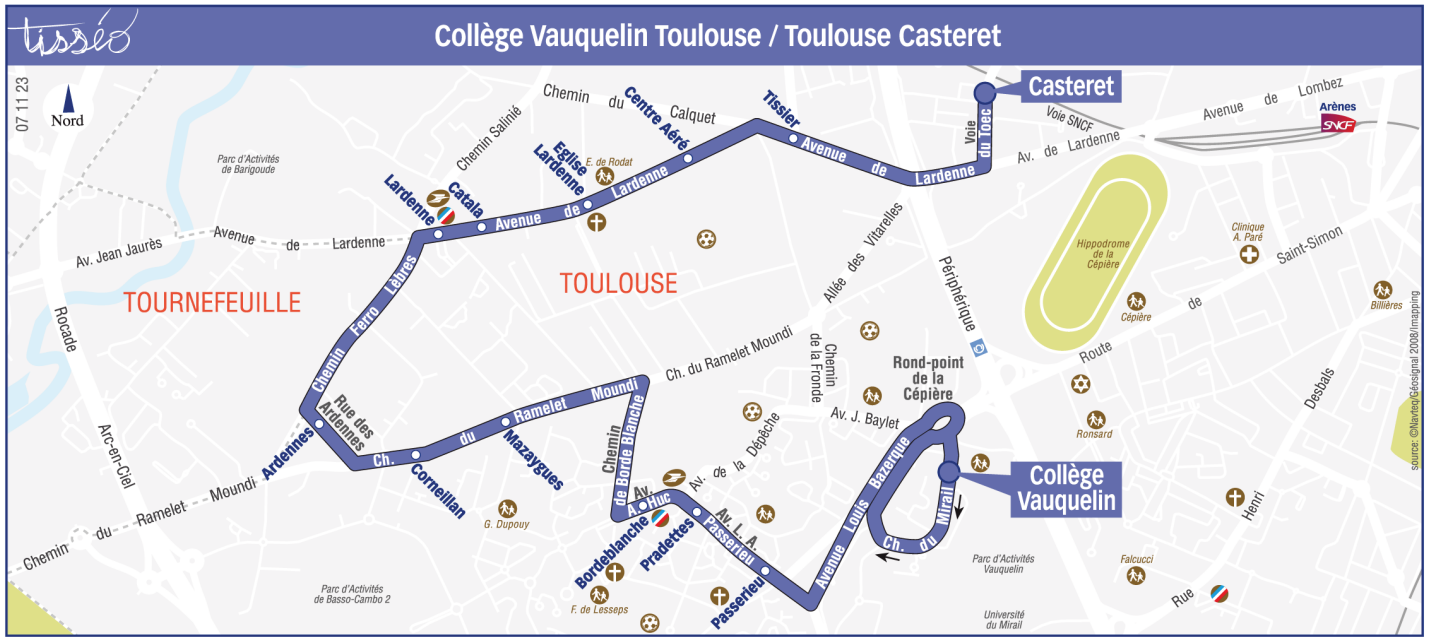 tisséo
Collège Vauquelin Toulouse / Toulouse Casteret
07 11 23
Nord
Casteret
Voie
du Toec
Voie SNCF
Avenue de Lombez
Arènes
SNCF
Av. de Lardenne
Chemin du Calquet
Centre Aéré
Tissier
Avenue de Lardenne
Chemin Salinié
Parc d'Activités
de Barigoude
Eglise
Lardenne
E. de Rodat
Lardenne
Catala
Avenue de Lardenne
Av. Jean Jaurès
Avenue de Lardenne
TOURNEFEUILLE
TOULOUSE
Allée des Vitarelles
Périphérique
Hippodrome
de la
Cépière
Clinique
A. Paré
Saint-Simon
Route de
Cépière
Billières
Rocade
Arc-en-Ciel
Chemin Ferro Lèbres
Ch. du Ramelet Moundi
Chemin
de la Fronde
Rond-point
de la
Cépière
Av. J. Baylet
Ronsard
Desbals
Rue des
Ardennes
Ardennes
Ch. du Ramelet Moundi
Corneillan
Mazaygues
Chemin
de Borde Blanche
Av. de la Dépêche
Av.
A. Huc
Bordeblanche
Pradettes
Av. L. A.
Passerieu
Passerieu
Avenue Louis Bazerque
Ch. du Mirail
Collège
Vauquelin
Chemin du Ramelet Moundi
G. Dupouy
F. de Lesseps
Parc d'Activités
de Basso-Cambo 2
Parc d'Activités
Vauquelin
Université
du Mirail
Falcucci
Rue Henri
source: ©Navteq/Géosignal 2008/Imapping